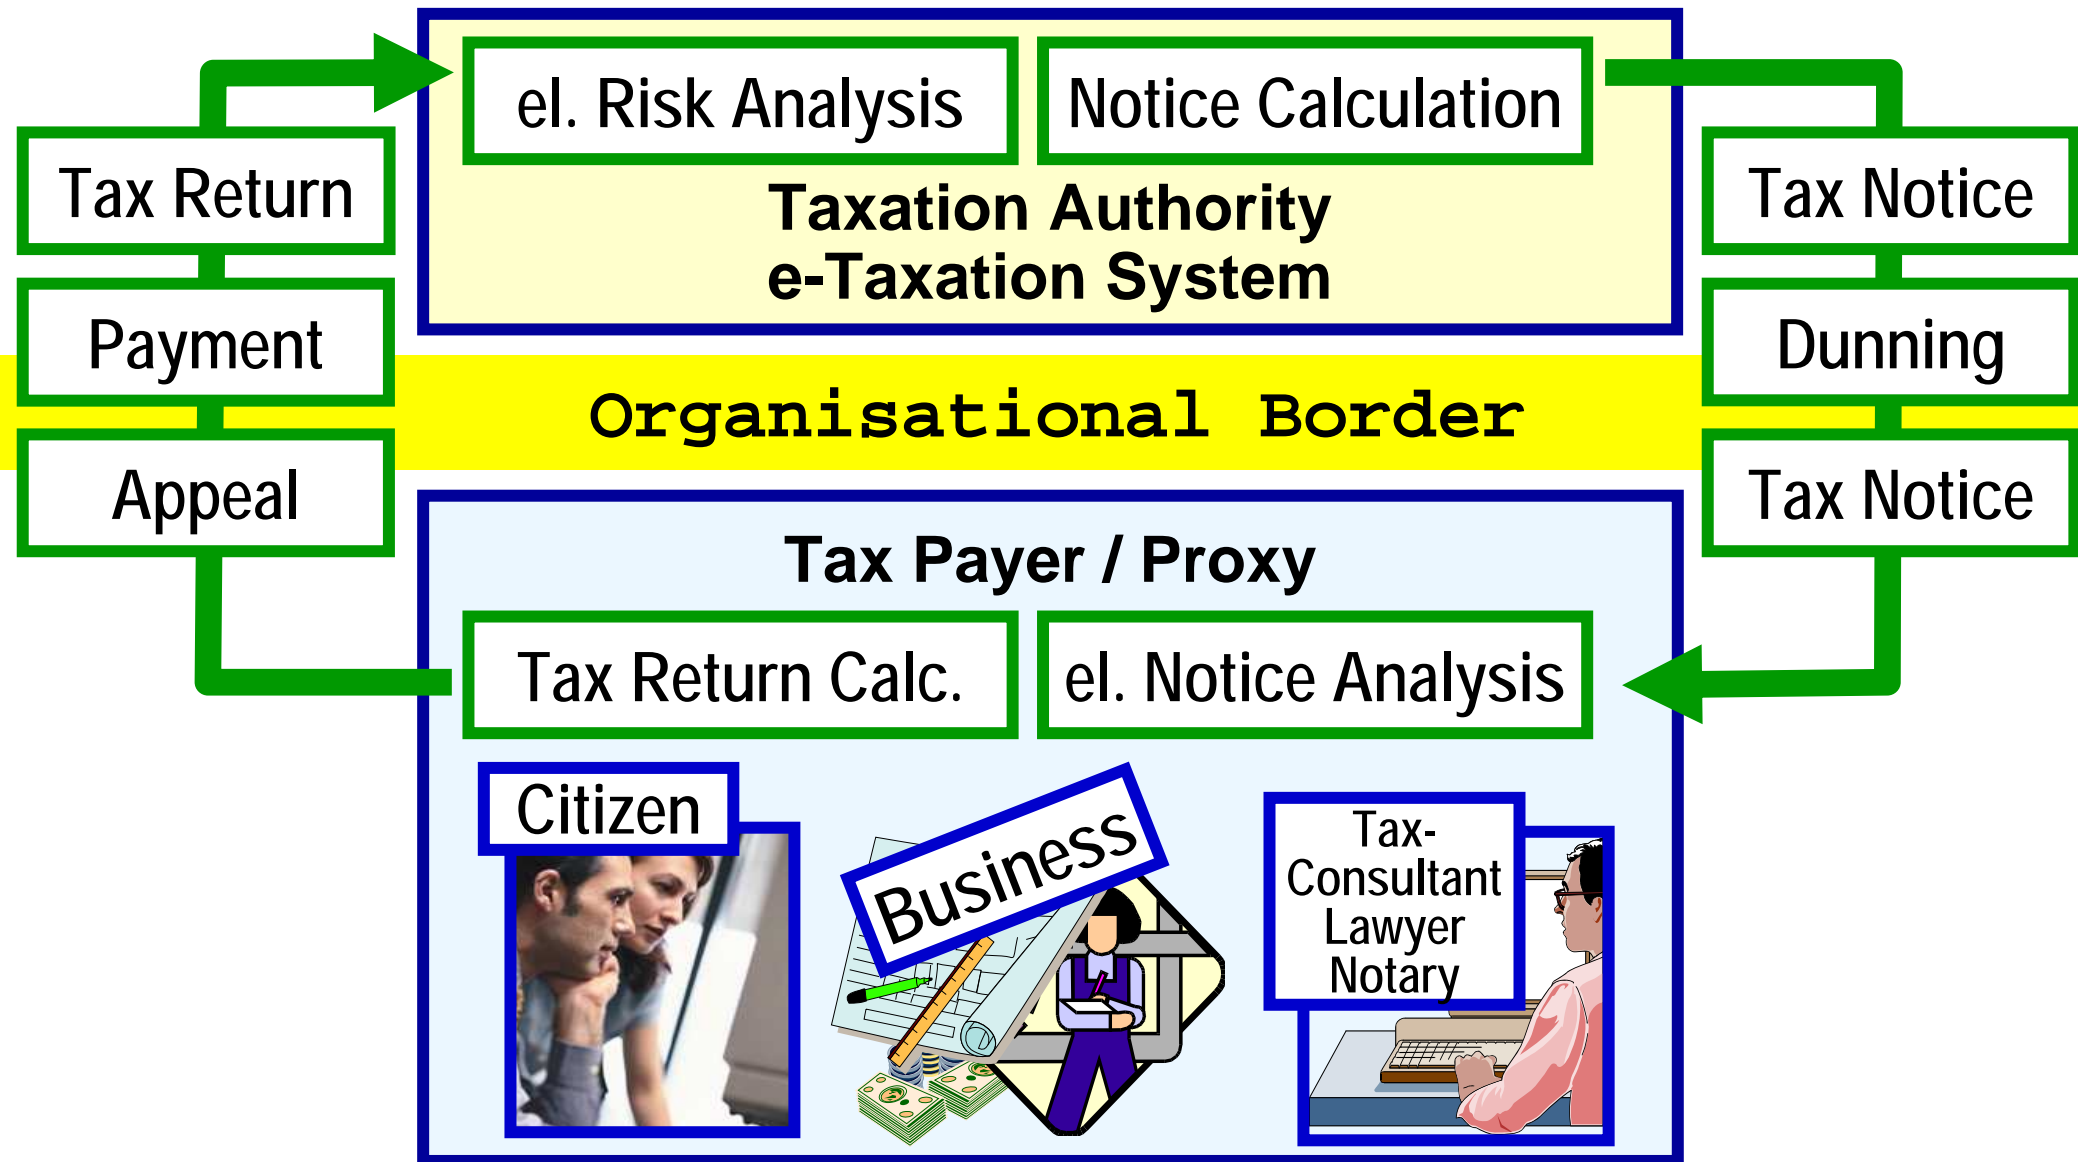 el. Risk Analysis
Notice Calculation
Taxation Authority
e-Taxation System
Tax Return
Payment
Appeal
Tax Notice
Dunning
Tax Notice
Organisational Border
Tax Payer / Proxy
Tax Return Calc.
el. Notice Analysis
Citizen
Business
Tax-
Consultant
Lawyer
Notary